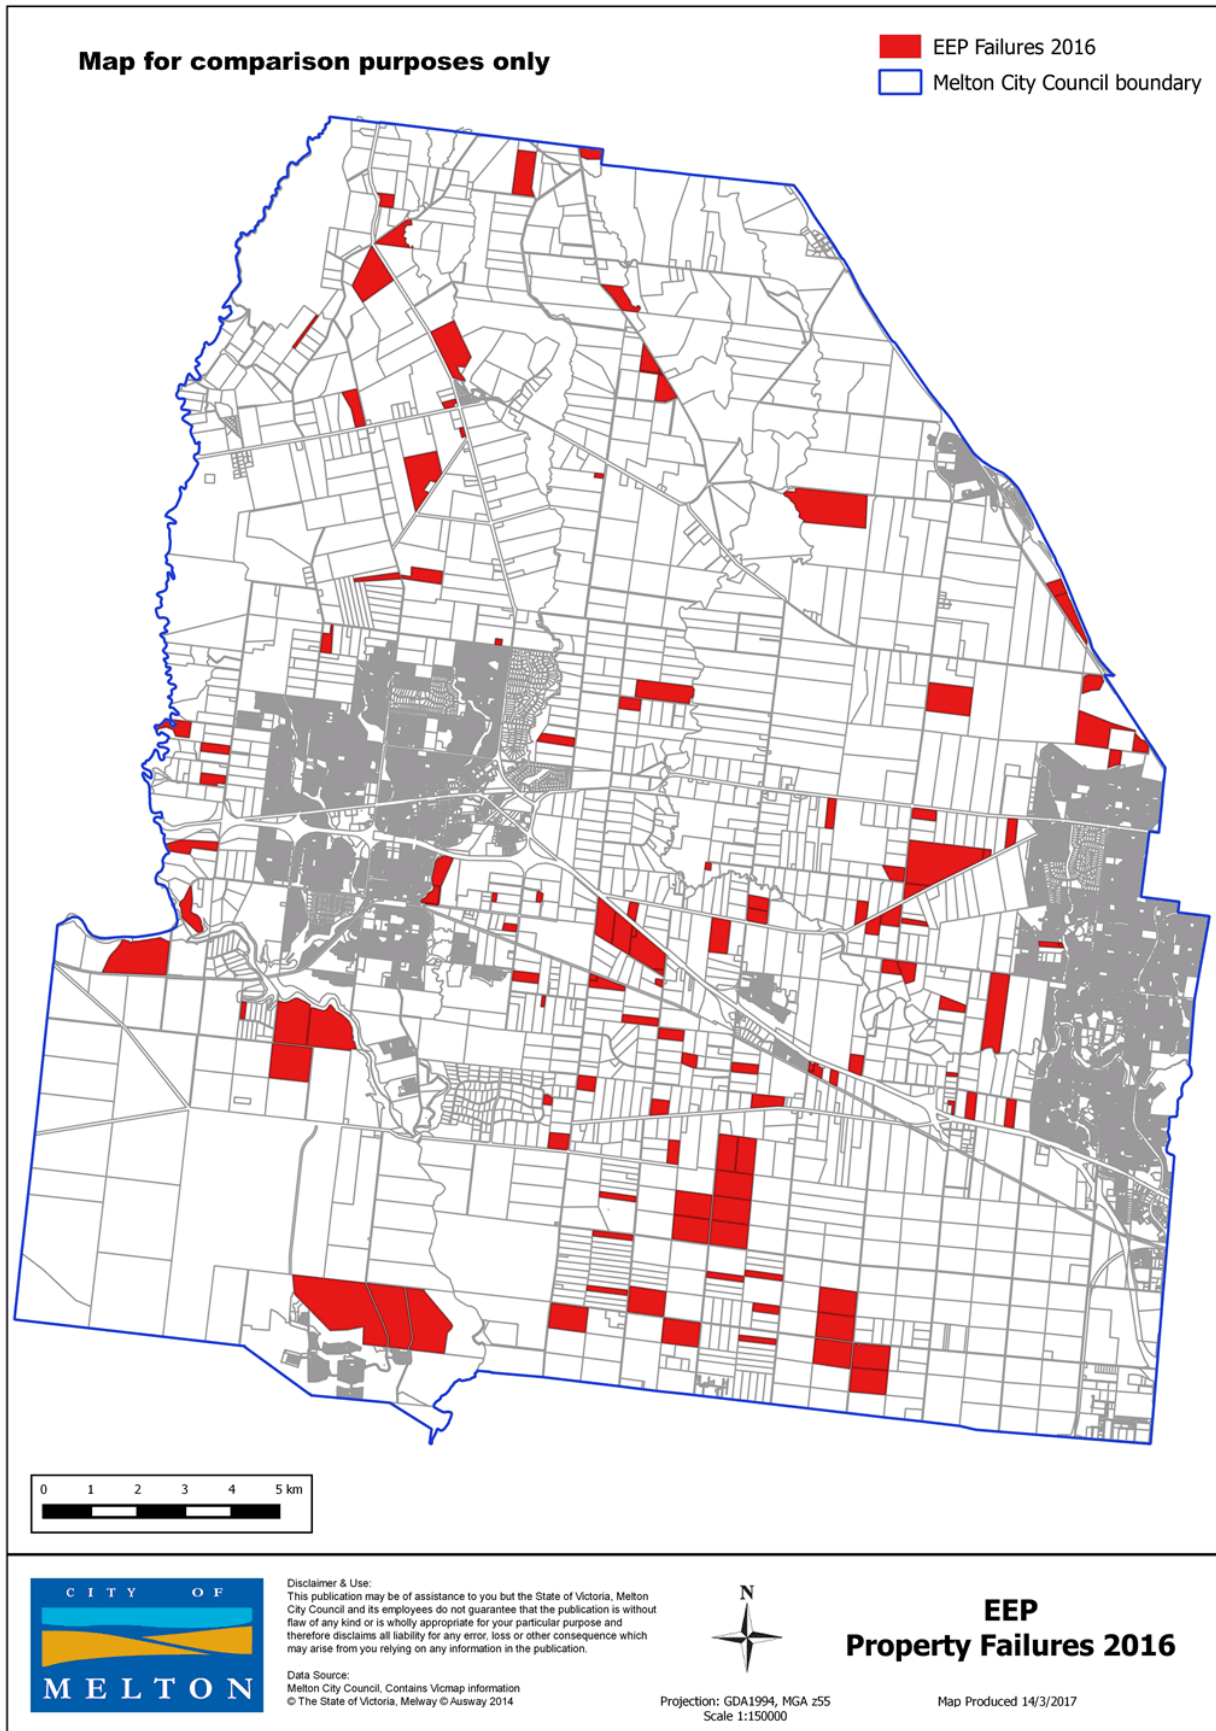 Map for comparison purposes only
EEP Failures 2016
Melton City Council boundary
0 1 2 3 4 5 km
CITY OF
MELTON
Disclaimer & Use:
This publication may be of assistance to you but the State of Victoria, Melton
City Council and its employees do not guarantee that the publication is without
flaw of any kind or is wholly appropriate for your particular purpose and
therefore disclaims all liability for any error, loss or other consequence which
may arise from you relying on any information in the publication.
Data Source:
Melton City Council, Contains Vicmap information
© The State of Victoria, Melway © Ausway 2014
N
Projection: GDA1994, MGA z55
Scale 1:150000
EEP
Property Failures 2016
Map Produced 14/3/2017